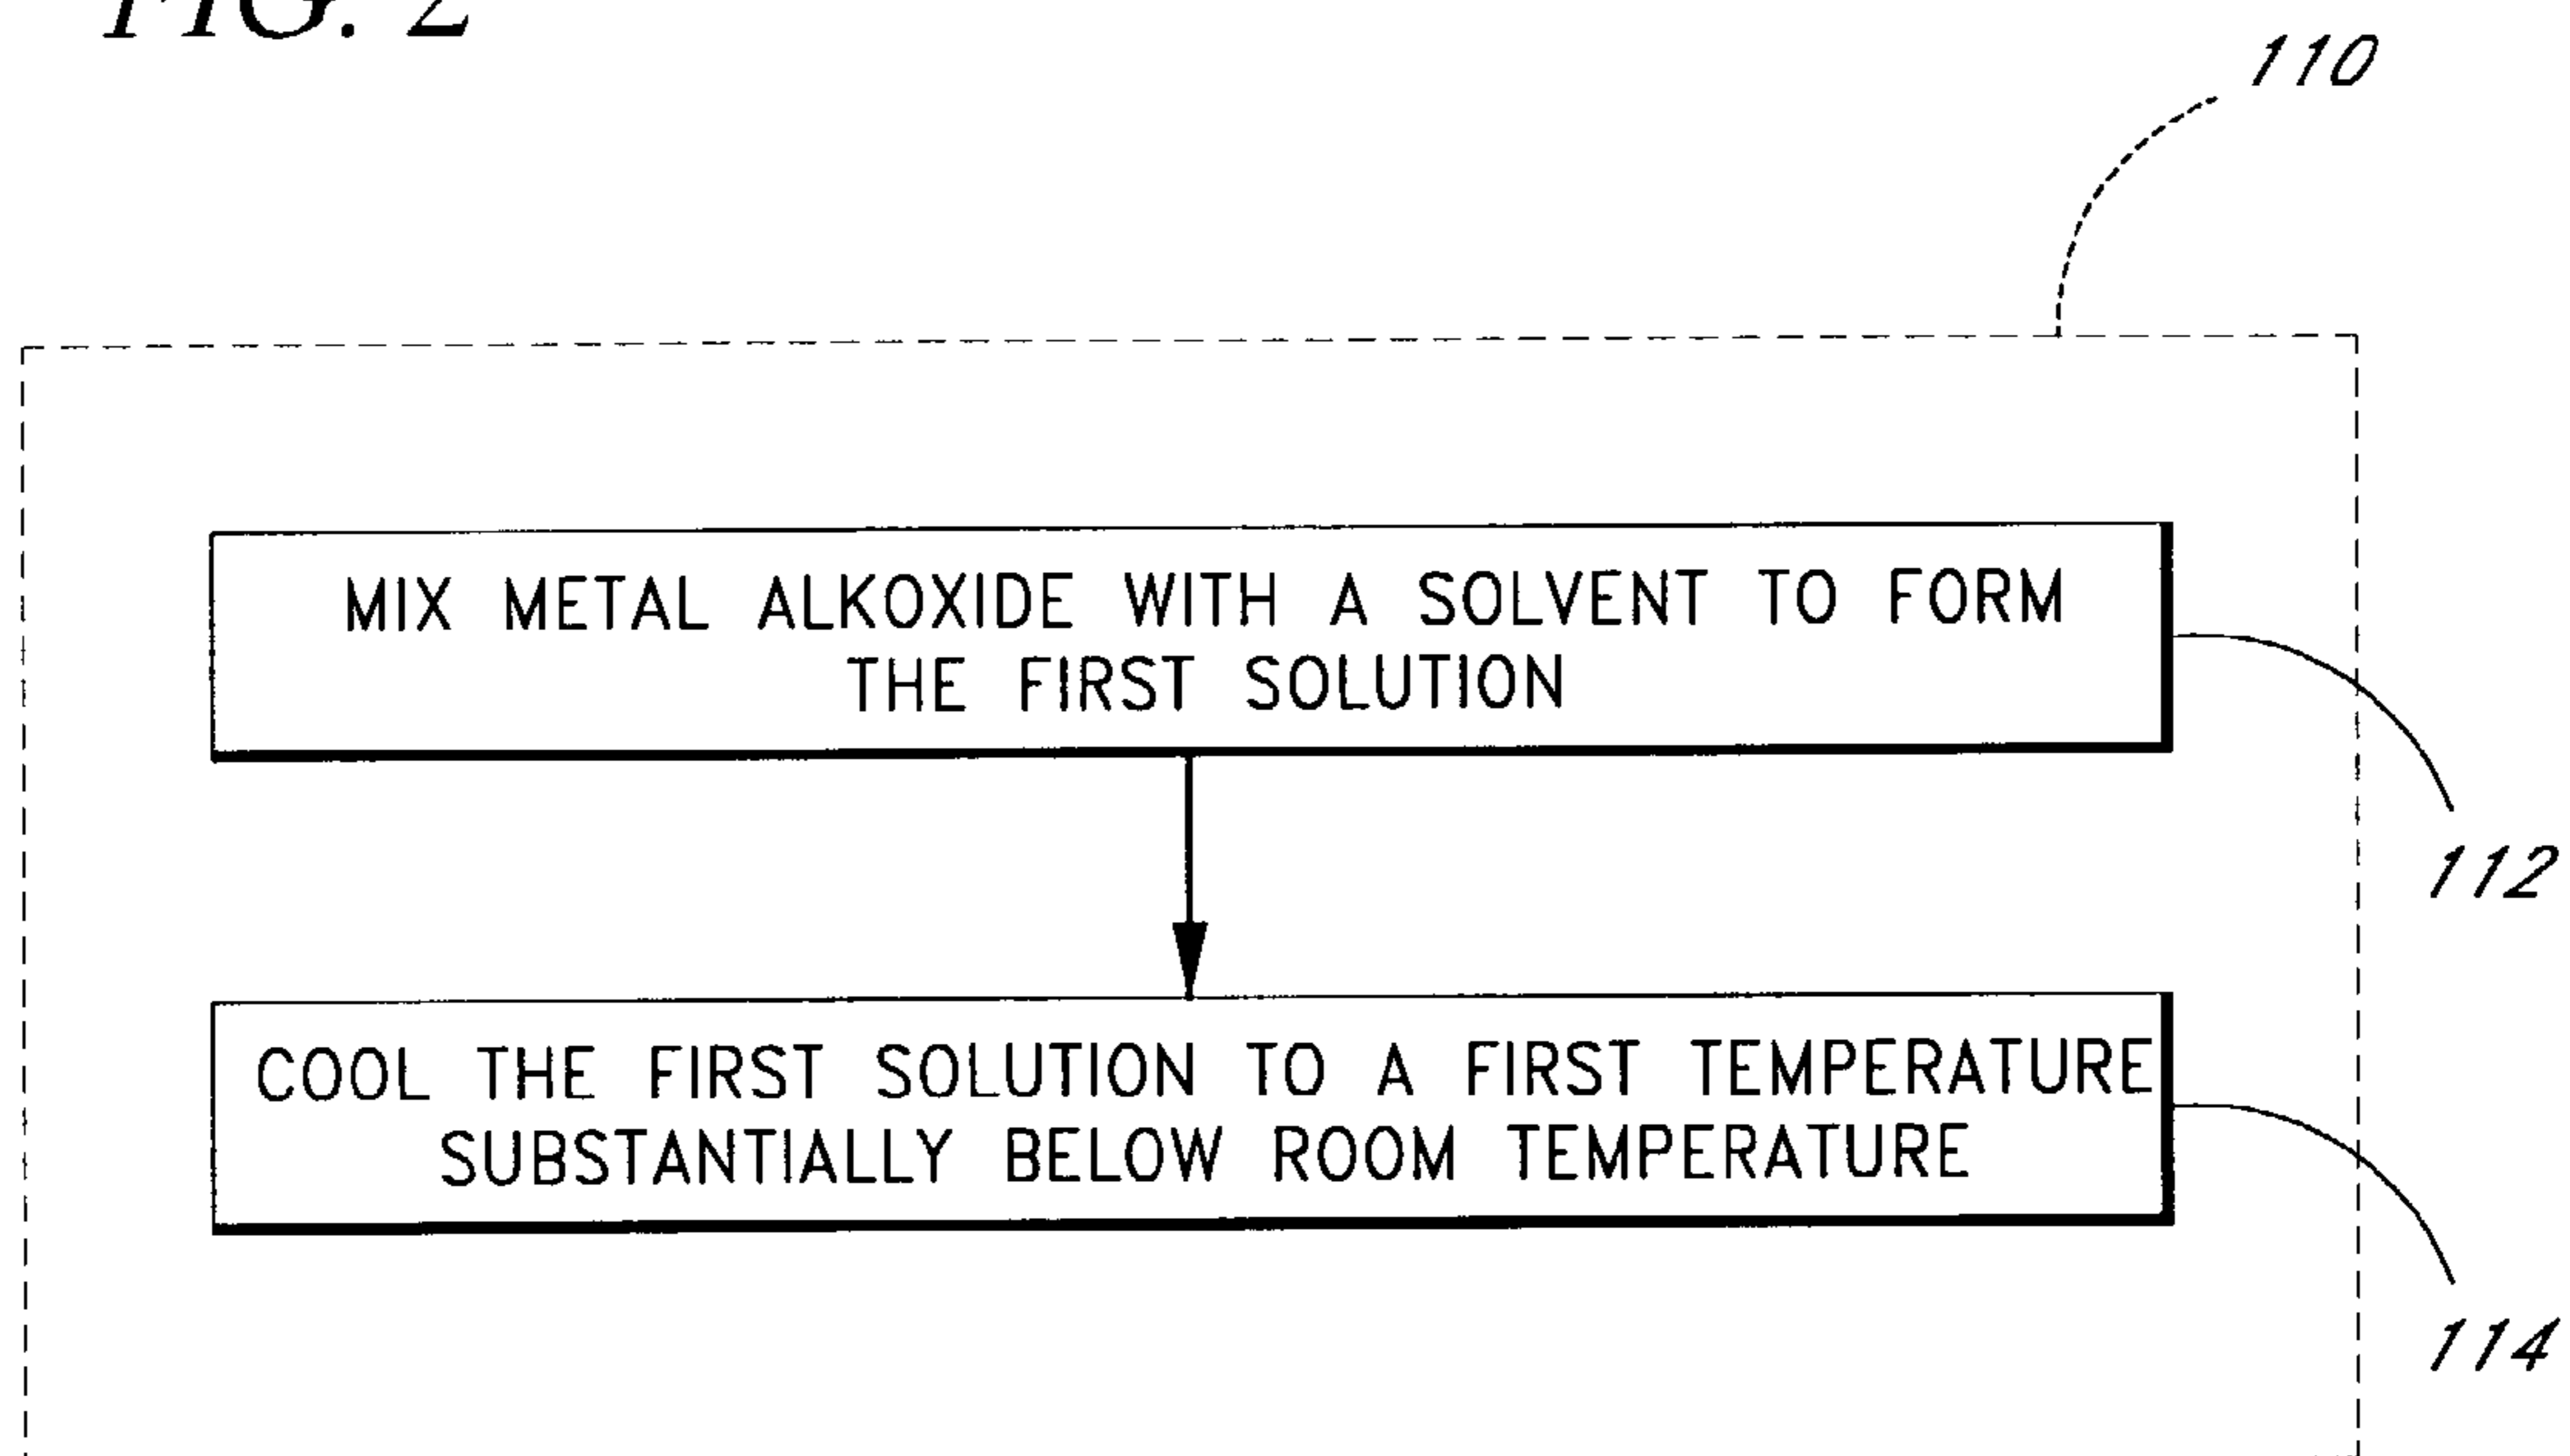 FIG. 2
110
MIX METAL ALKOXIDE WITH A SOLVENT TO FORM
THE FIRST SOLUTION
112
COOL THE FIRST SOLUTION TO A FIRST TEMPERATURE
SUBSTANTIALLY BELOW ROOM TEMPERATURE
114